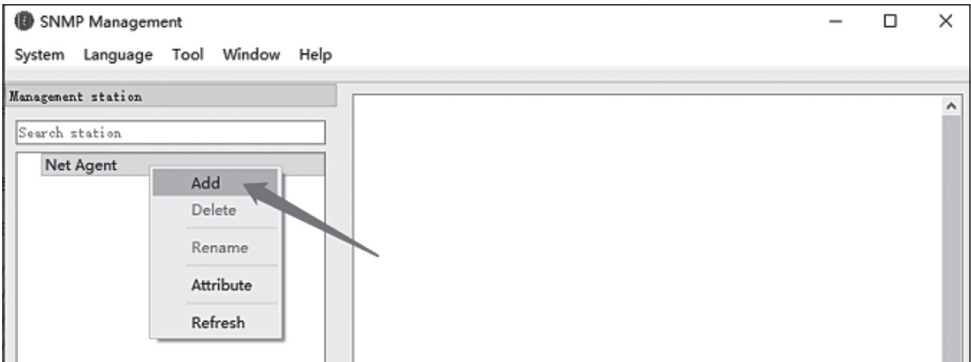 SNMP Management
System Language Tool Window Help
Management station
Search station
Net Agent
Add
Delete
Rename
Attribute
Refresh